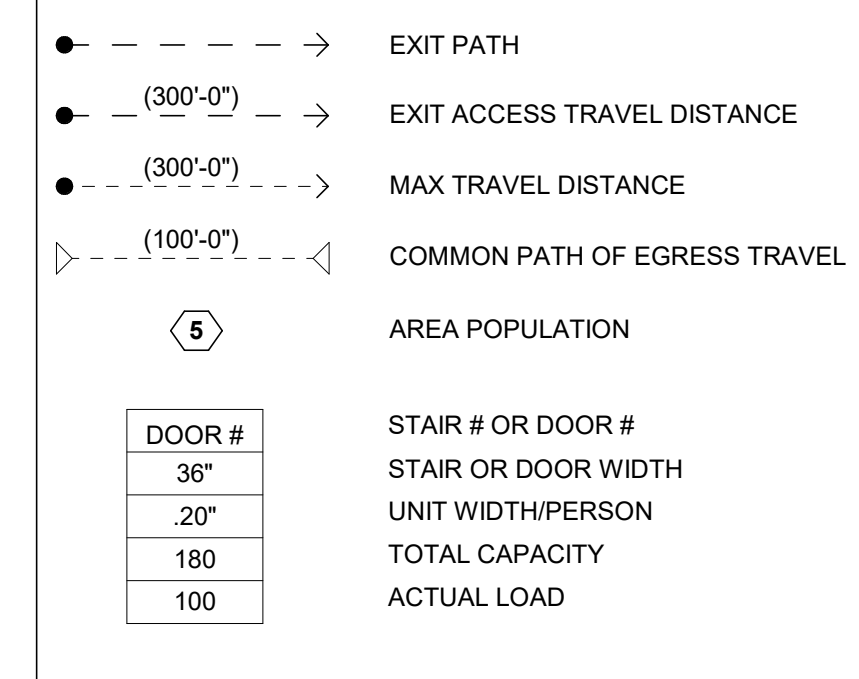 EXIT PATH
(300'-0") EXIT ACCESS TRAVEL DISTANCE
(300'-0") MAX TRAVEL DISTANCE
(100'-0") COMMON PATH OF EGRESS TRAVEL
5 AREA POPULATION
DOOR # STAIR # OR DOOR #
36" STAIR OR DOOR WIDTH
.20" UNIT WIDTH/PERSON
180 TOTAL CAPACITY
100 ACTUAL LOAD